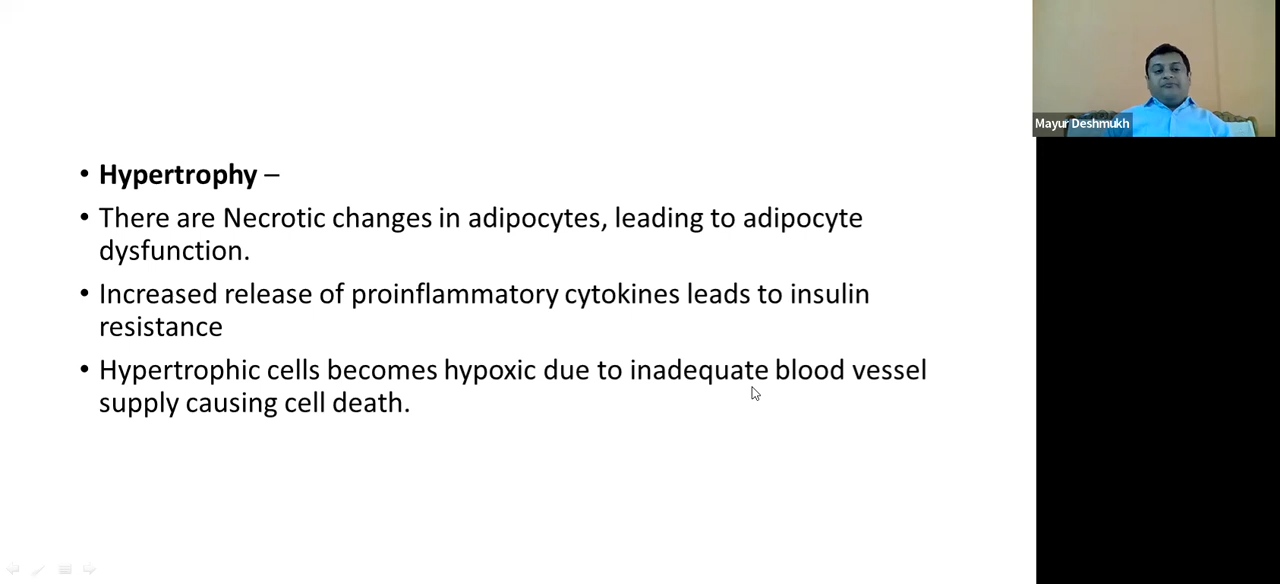 • Hypertrophy –
• There are Necrotic changes in adipocytes, leading to adipocyte
dysfunction.
• Increased release of proinflammatory cytokines leads to insulin
resistance
• Hypertrophic cells becomes hypoxic due to inadequate blood vessel
supply causing cell death.
Mayur Deshmukh